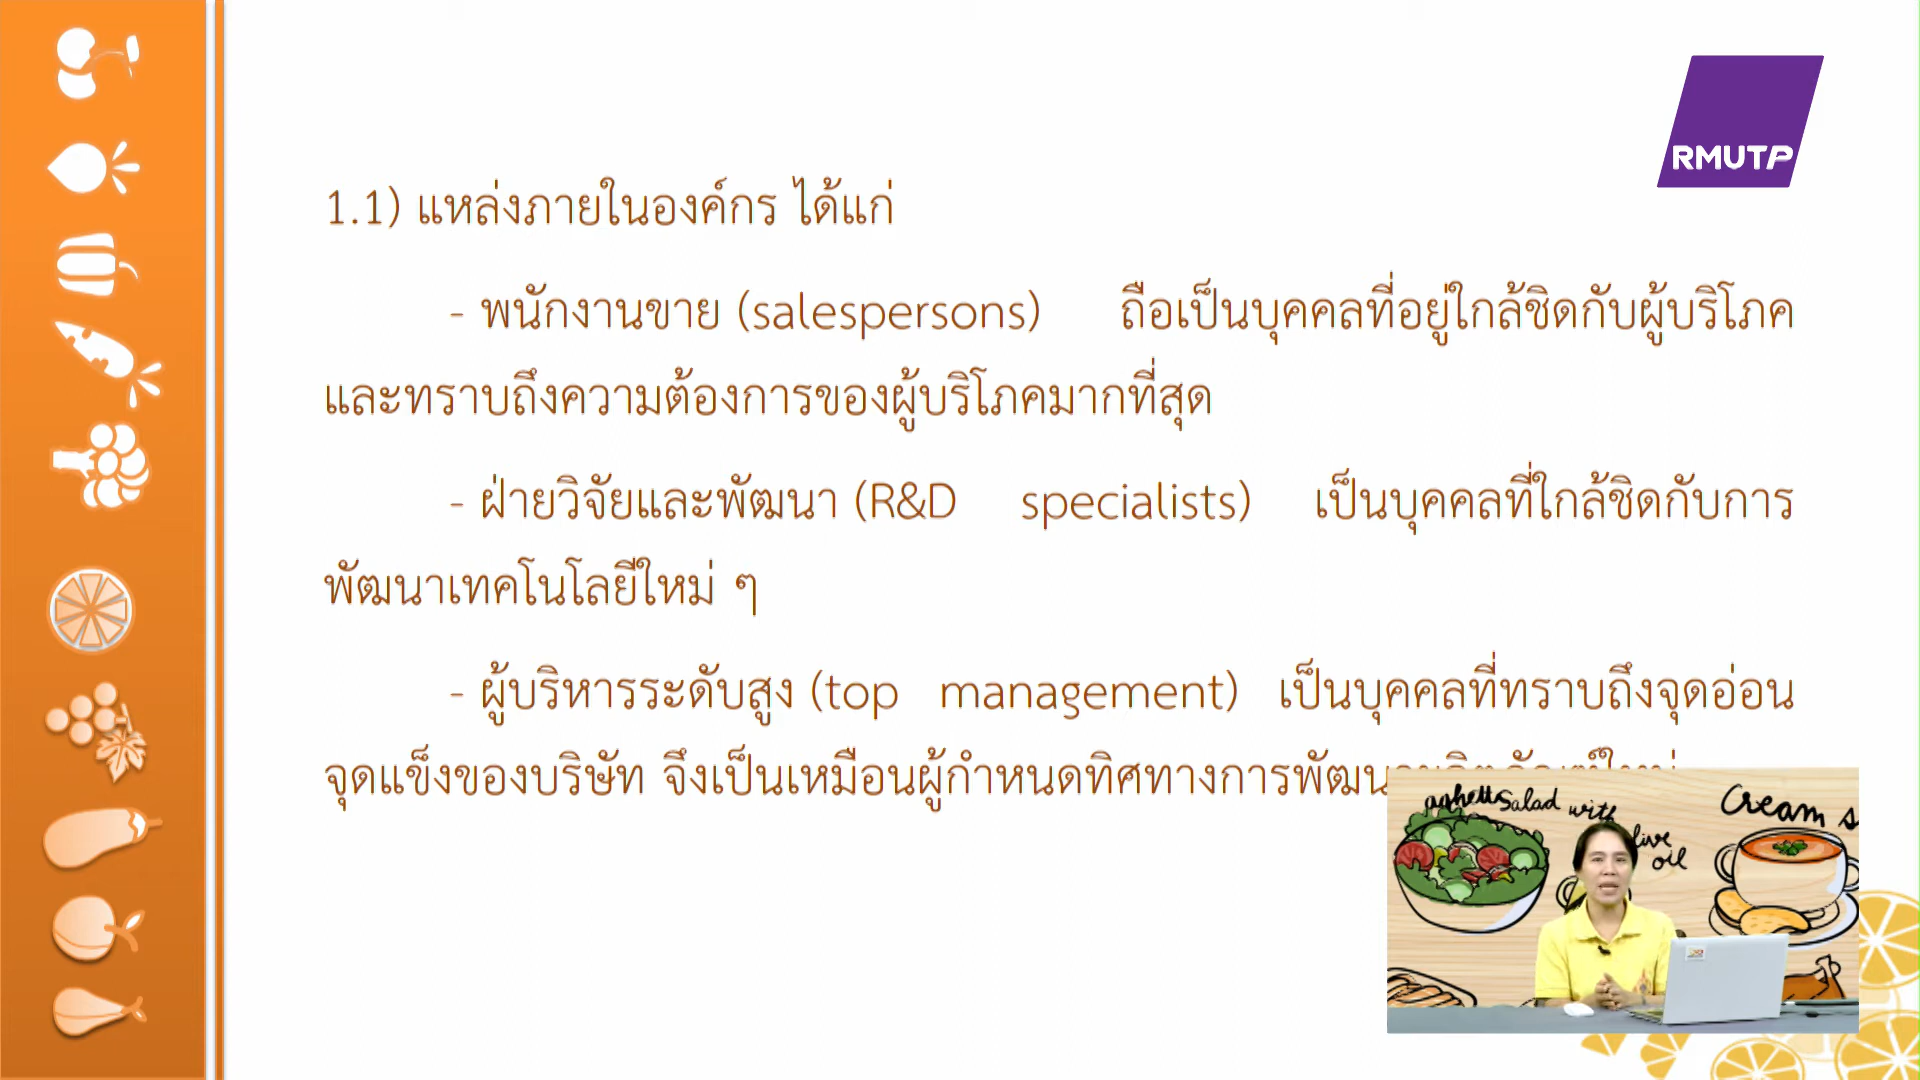 RMUTP
1.1) แหล่งภายในองค์กร ได้แก่
- พนักงานขาย (salespersons) ถือเป็นบุคคลที่อยู่ใกล้ชิดกับผู้บริโภค
และทราบถึงความต้องการของผู้บริโภคมากที่สุด
- ฝ่ายวิจัยและพัฒนา (R&D specialists) เป็นบุคคลที่ใกล้ชิดกับการ
พัฒนาเทคโนโลยีใหม่ ๆ
- ผู้บริหารระดับสูง (top management) เป็นบุคคลที่ทราบถึงจุดอ่อน
จุดแข็งของบริษัท จึงเป็นเหมือนผู้กำหนดทิศทางการพัฒนา
Salad with
olive
oil
Cream